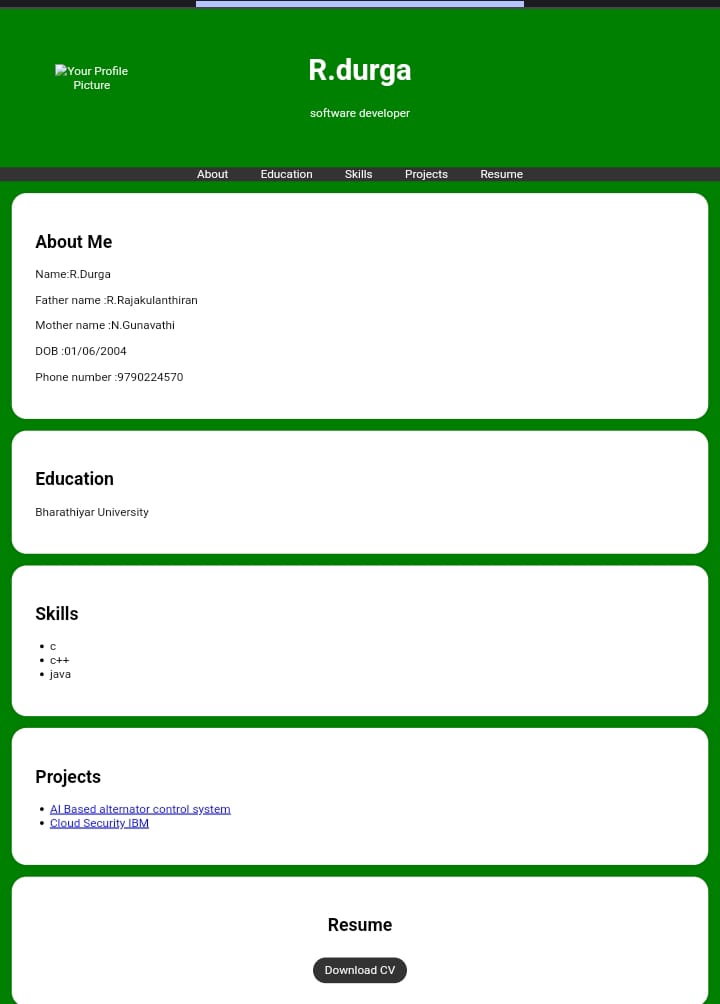 Your Profile
Picture
R.durga
software developer
About Education Skills Projects Resume
About Me
Name:R.Durga
Father name :R.Rajakulanthiran
Mother name :N.Gunavathi
DOB :01/06/2004
Phone number :9790224570
Education
Bharathiyar University
Skills
c
c++
java
Projects
AI Based alternator control system
Cloud Security IBM
Resume
Download CV